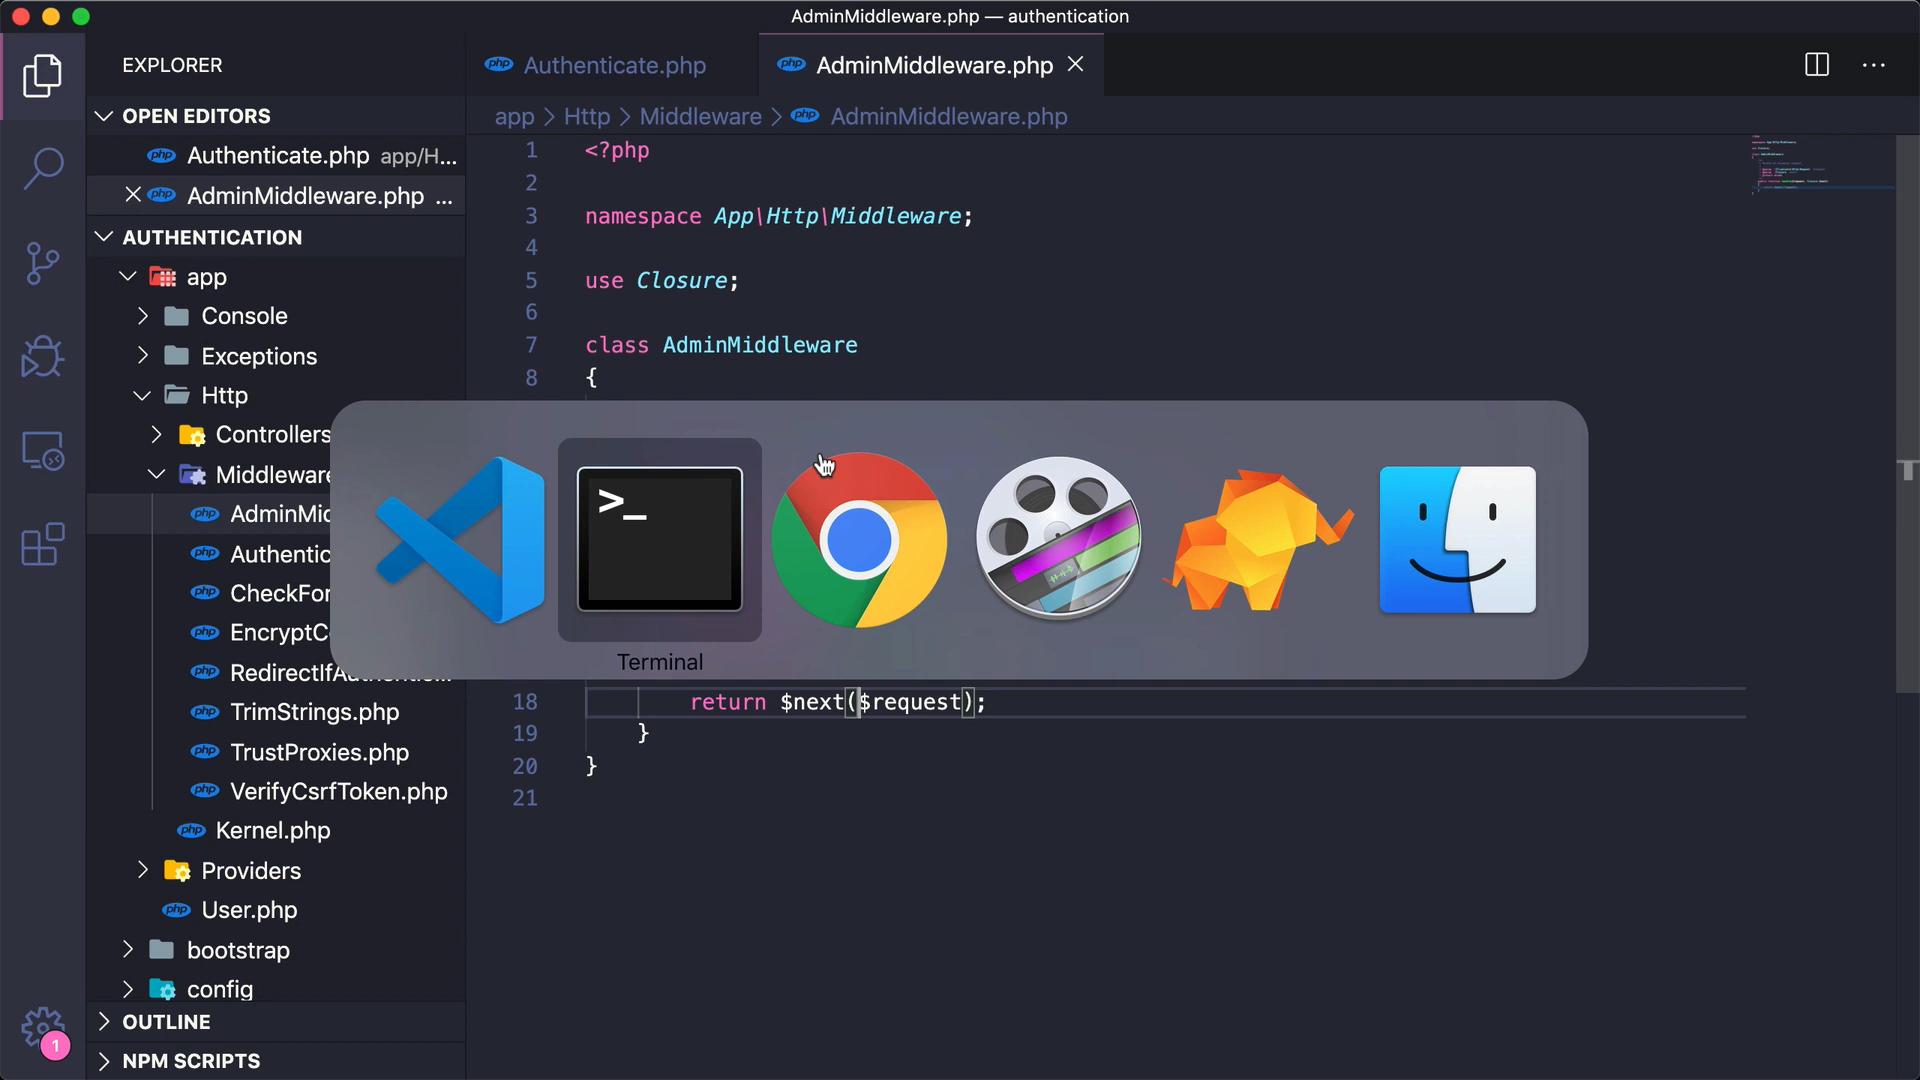 AdminMiddleware.php — authentication
EXPLORER
Authenticate.php
AdminMiddleware.php
OPEN EDITORS
Authenticate.php app/H...
AdminMiddleware.php ...
AUTHENTICATION
app
Console
Exceptions
Http
Controllers
Middleware
AdminMid
Authentic
CheckFor
EncryptC
RedirectIfAuthentic...
TrimStrings.php
TrustProxies.php
VerifyCsrfToken.php
Kernel.php
Providers
User.php
bootstrap
config
OUTLINE
NPM SCRIPTS
1
app > Http > Middleware > AdminMiddleware.php
1 <?php
2
3 namespace App\Http\Middleware;
4
5 use Closure;
6
7 class AdminMiddleware
8 {
>_
Terminal
18 return $next($request);
19 }
20 }
21